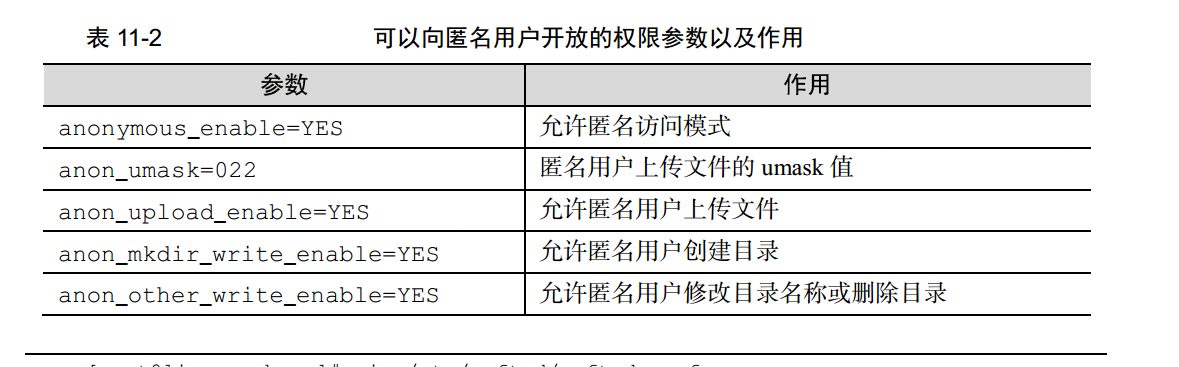 表 11-2 可以向匿名用户开放的权限参数以及作用
参数 作用
anonymous_enable=YES 允许匿名访问模式
anon_umask=022 匿名用户上传文件的 umask 值
anon_upload_enable=YES 允许匿名用户上传文件
anon_mkdir_write_enable=YES 允许匿名用户创建目录
anon_other_write_enable=YES 允许匿名用户修改目录名称或删除目录